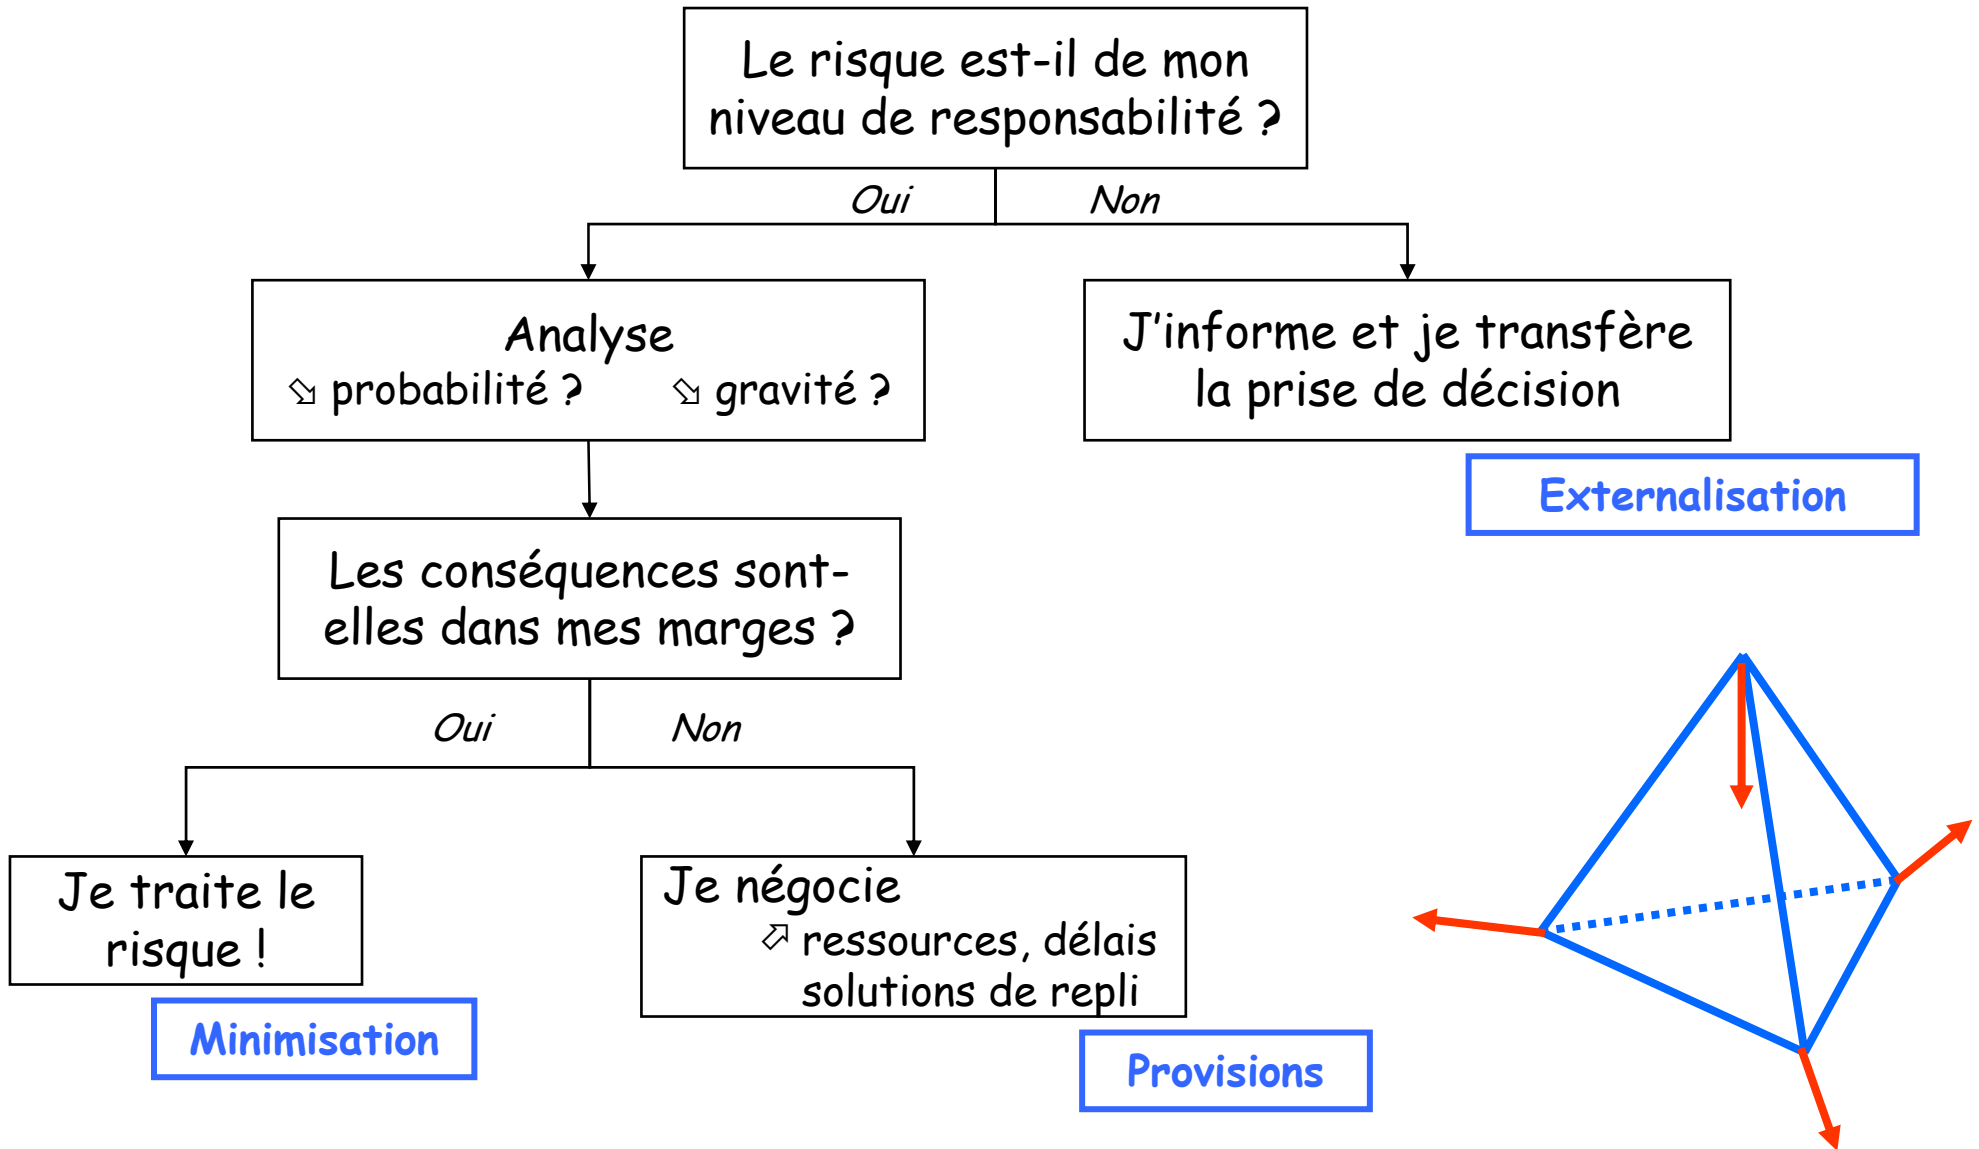 Le risque est-il de mon
niveau de responsabilité ?
Oui
Non
Analyse
⇘ probabilité ? ⇘ gravité ?
J’informe et je transfère
la prise de décision
Externalisation
Les conséquences sont-
elles dans mes marges ?
Oui
Non
Je traite le
risque !
Minimisation
Je négocie
⇗ ressources, délais
solutions de repli
Provisions